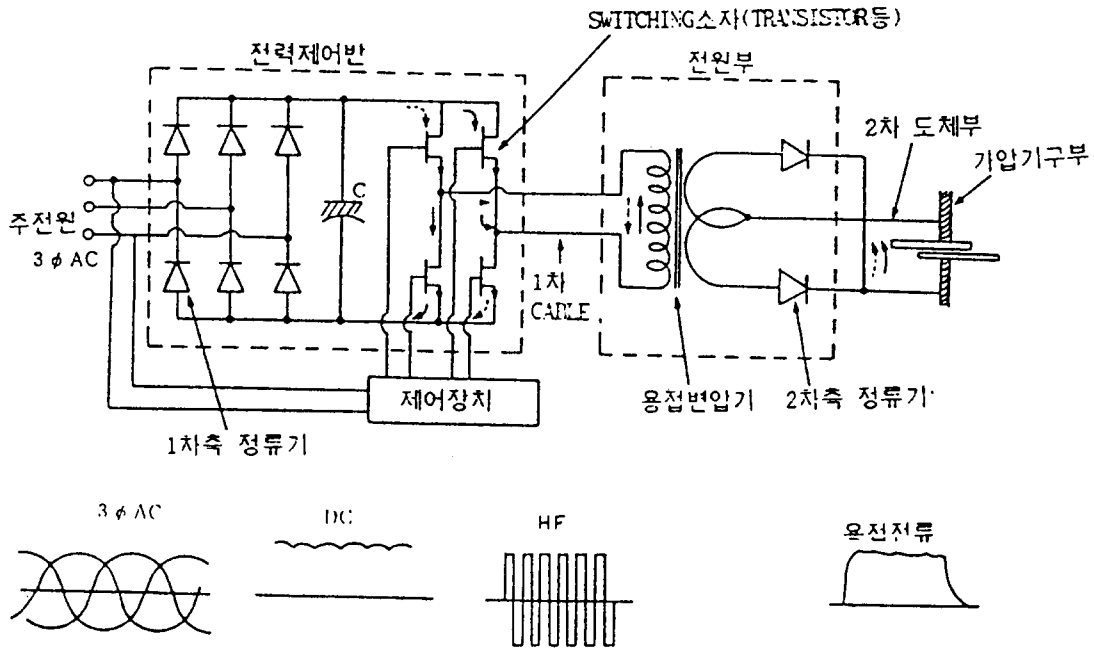 SWITCHING소자(TRANSISTOR등)
전력제어반
전원부
2차 도체부
가압기구부
C
주전원
3φAC
1차
CABLE
제어장치
용접변압기
2차측 정류기
1차측 정류기
3φAC
DC
HF
용접전류